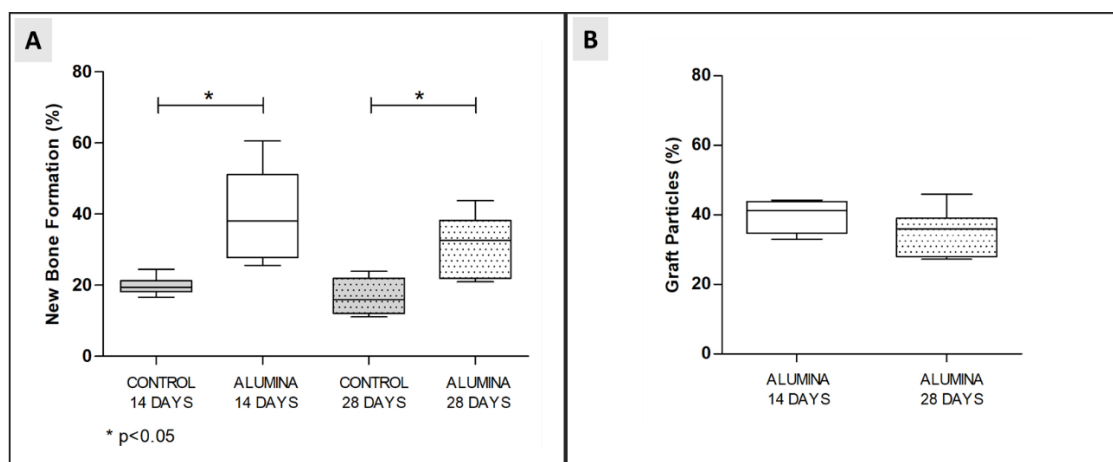 A
New Bone Formation (%)
80
60
40
20
0
*
*
CONTROL
14 DAYS
ALUMINA
14 DAYS
CONTROL
28 DAYS
ALUMINA
28 DAYS
* p<0.05
B
Graft Particles (%)
80
60
40
20
0
ALUMINA
14 DAYS
ALUMINA
28 DAYS